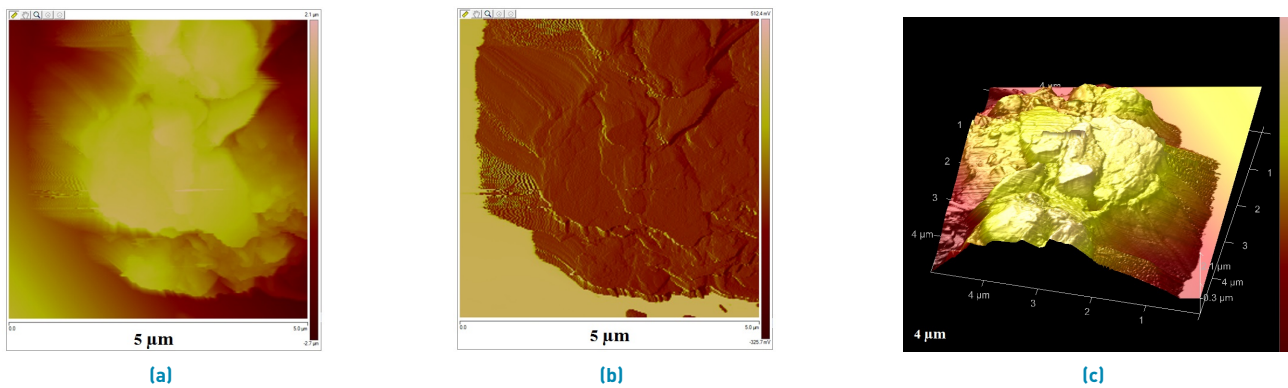 2.1 µm
0.0
5.0 µm
5 µm
-2.7 µm
(a)
512.4 mV
0.0
5.0 µm
5 µm
-325.7 mV
(b)
4 µm
1
2
3
4 µm
1
2
3
1 µm
4 µm
-0.3 µm
4 µm
3
2
1
4 µm
(c)